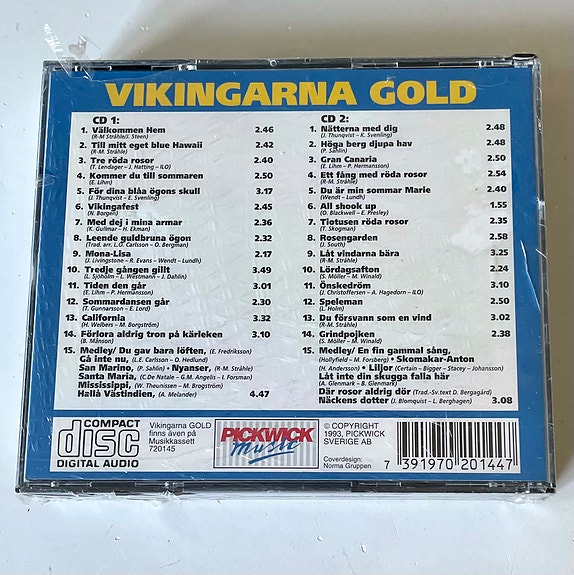 VIKINGARNA GOLD
CD 1:
1. Välkommen Hem 2.46
(R-M Stråhle/J. Steen)
2. Till mitt eget blue Hawaii 2.42
(R-M. Stråhle)
3. Tre röda rosor 2.40
(T. Lendager – J. Hatting – ILO)
4. Kommer du till sommaren 2.50
(E. Lihm)
5. För dina blåa ögons skull 3.17
(J. Thunqvist – E. Svenling)
6. Vikingafest 2.45
(N. Borgen)
7. Med dej i mina armar 2.36
(K. Gullmar – H. Ekman)
8. Leende guldbruna ögon 2.32
(Trad. arr. L.O. Carlsson – O. Bergman)
9. Mona-Lisa 2.17
(J. Livingstone – R. Evans – P. Wendt – Lundh)
10. Tredje gången gillt 3.49
(L. Sjöholm – L. Westmann – J. Dahlin)
11. Tiden den går 3.01
(E. Lihm – P. Hermansson)
12. Sommardansen går 2.30
(T. Gunnarsson – E. Lord)
13. California 3.32
(H. Welbers – M. Borgström)
14. Förlora aldrig tron på kärleken 3.10
(B. Månson)
15. Medley/ Du gav bara löften, (E. Fredriksson)
Gå inte nu, (L.E. Carlsson – O. Hedlund)
San Marino, (P. Sahlin) • Nyanser, (R-M. Stråhle)
Santa Maria, (C.De Natale – G.M. Angelis – I. Forsman)
Mississippi, (W. Theunissen – M. Brogström)
Hallå Västindien, (A. Melander) 4.47
CD 2:
1. Nätterna med dig 2.48
(J. Thunqvist – K. Svenling)
2. Höga berg djupa hav 2.48
(P. Sahlin)
3. Gran Canaria 2.50
(E. Lihm – P. Hermansson)
4. Ett fång med röda rosor 2.54
(R-M. Stråhle)
5. Du är min sommar Marie 2.40
(Wendt – Lundh)
6. All shook up 1.55
(O. Blackwell – E. Presley)
7. Tiotusen röda rosor 2.35
(T. Skogman)
8. Rosengarden 2.58
(J. South)
9. Låt vindarna bära 3.25
(R-M. Stråhle)
10. Lördagsafton 2.24
(S. Möller – M. Winald)
11. Önskedröm 3.10
(J. Christoffersen – A. Hagedorn – ILO)
12. Speleman 2.50
(L. Holm)
13. Du försvann som en vind 3.02
(R-M. Stråhle)
14. Grindpojken 2.38
(S. Möller – M. Winald)
15. Medley/ En fin gammal sång,
(Hollyfield – M. Forsberg) • Skomakar-Anton
(H. Andersson) • Liljor (Certain – Bigger – Stacey – Johansson)
Låt inte din skugga falla här
(A. Glenmark – B. Glenmark)
Där rosor aldrig dör (Trad.-Sv.text D. Bergagård)
Näckens dotter (J. Blomquist – L. Berghagen) 3.08
COMPACT
disc
DIGITAL AUDIO
Vikingarna GOLD
finns även på
Musikkassett
720145
PICKWICK
Music
© COPYRIGHT
1993, PICKWICK
SVERIGE AB
Coverdesign:
Norma Gruppen
7 391970 201447